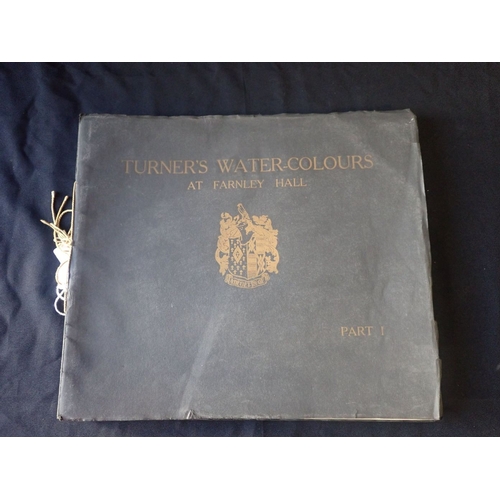 TURNER'S WATER-COLOURS
AT FARNLEY HALL
PART I